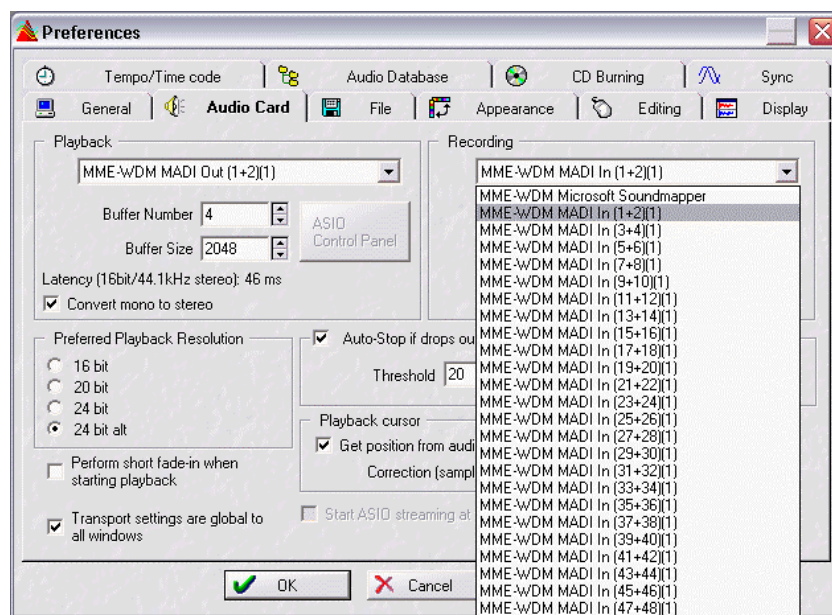 Preferences
Tempo/Time code
Audio Database
CD Burning
Sync
General
Audio Card
File
Appearance
Editing
Display
Playback
MME-WDM MADI Out (1+2)(1)
Buffer Number 4
Buffer Size 2048
ASIO
Control Panel
Latency (16bit/44.1kHz stereo): 46 ms
Convert mono to stereo
Recording
MME-WDM MADI In (1+2)(1)
MME-WDM Microsoft Soundmapper
MME-WDM MADI In (1+2)(1)
MME-WDM MADI In (3+4)(1)
MME-WDM MADI In (5+6)(1)
MME-WDM MADI In (7+8)(1)
MME-WDM MADI In (9+10)(1)
MME-WDM MADI In (11+12)(1)
MME-WDM MADI In (13+14)(1)
MME-WDM MADI In (15+16)(1)
MME-WDM MADI In (17+18)(1)
MME-WDM MADI In (19+20)(1)
MME-WDM MADI In (21+22)(1)
MME-WDM MADI In (23+24)(1)
MME-WDM MADI In (25+26)(1)
MME-WDM MADI In (27+28)(1)
MME-WDM MADI In (29+30)(1)
MME-WDM MADI In (31+32)(1)
MME-WDM MADI In (33+34)(1)
MME-WDM MADI In (35+36)(1)
MME-WDM MADI In (37+38)(1)
MME-WDM MADI In (39+40)(1)
MME-WDM MADI In (41+42)(1)
MME-WDM MADI In (43+44)(1)
MME-WDM MADI In (45+46)(1)
MME-WDM MADI In (47+48)(1)
Preferred Playback Resolution
16 bit
20 bit
24 bit
24 bit alt
Perform short fade-in when
starting playback
Transport settings are global to
all windows
Auto-Stop if drops ou
Threshold 20
Playback cursor
Get position from audi
Correction (sampl
Start ASIO streaming at
OK
Cancel